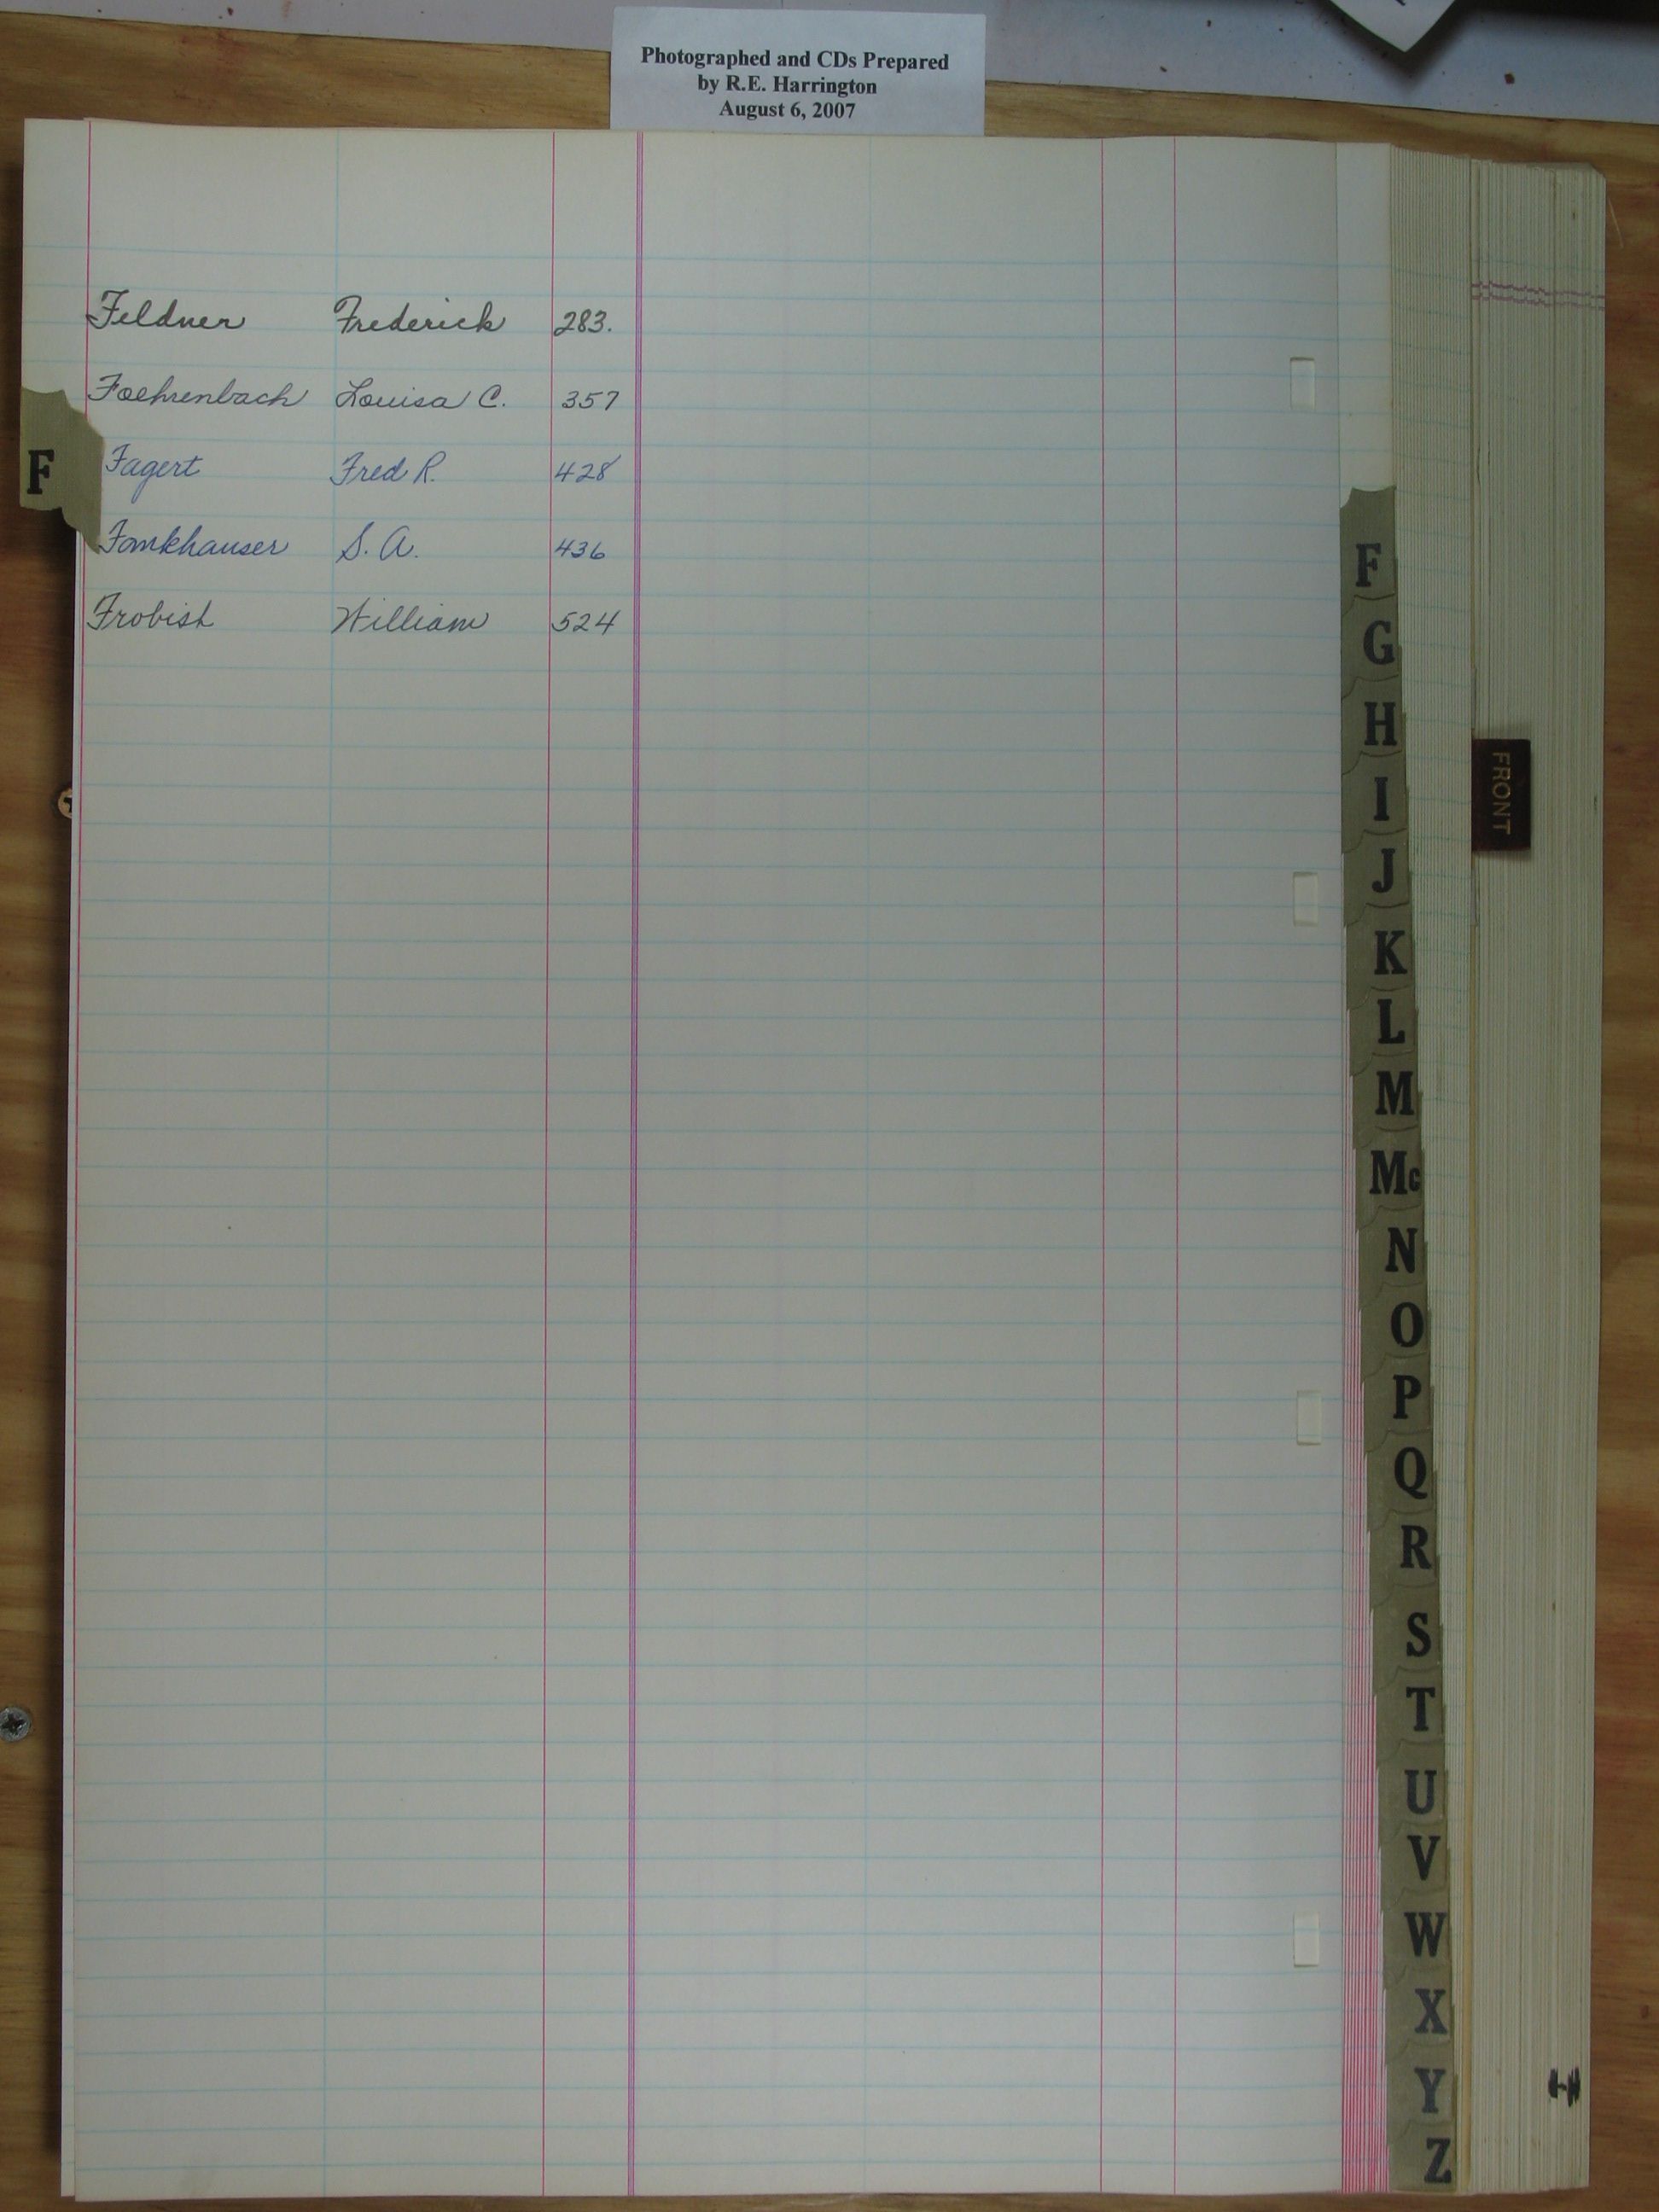 Photographed and CDs Prepared
by R.E. Harrington
August 6, 2007
Feldner Frederick 283.
Foehrenbach Louisa C. 357
Fagert Fred R. 428
Fomkhauser S. A. 436
Frobish William 524
F
F
G
H
I
J
K
L
M
Mc
N
O
P
Q
R
S
T
U
V
W
X
Y
Z
FRONT